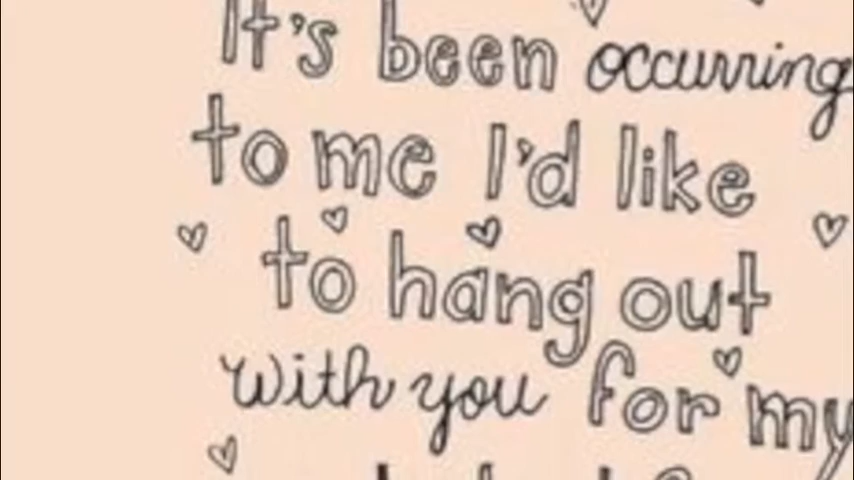 It's been occurring
to me I'd like
to hang out
with you for my